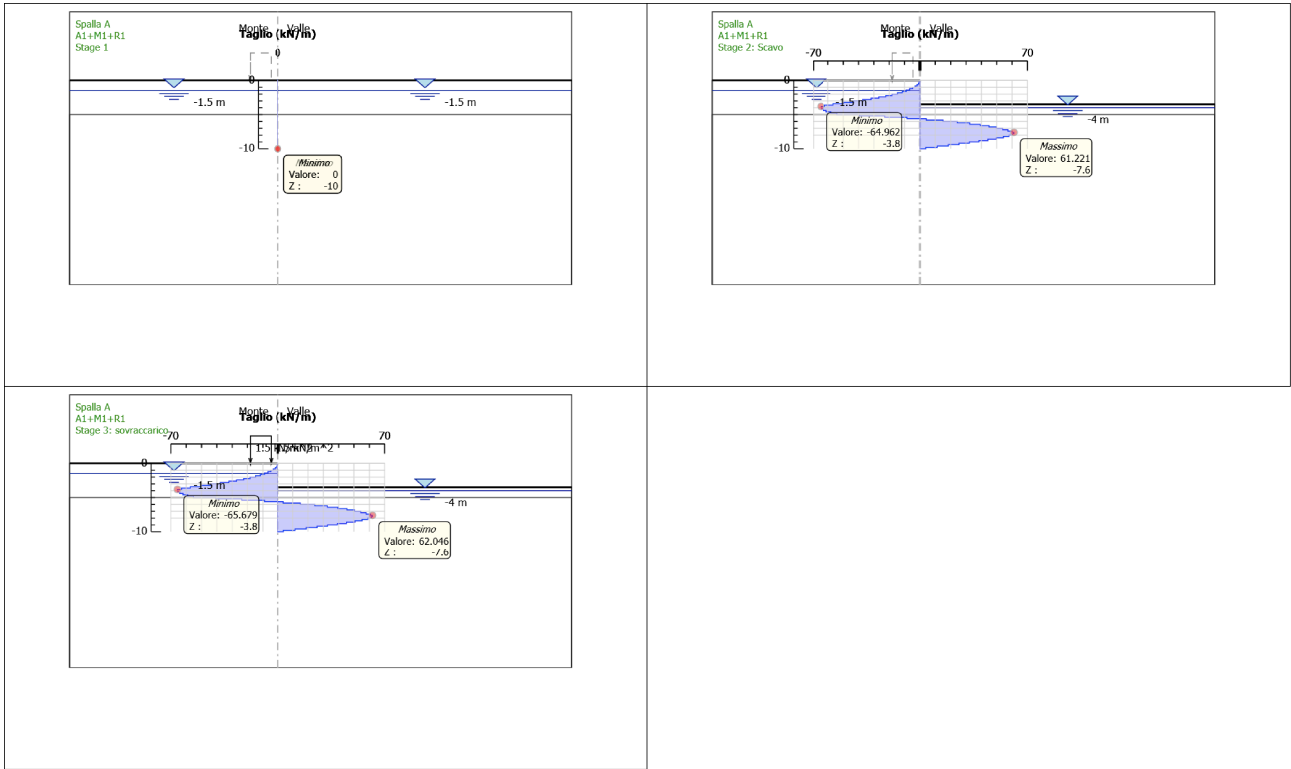 Spalla A
A1+M1+R1
Stage 1
Monte Valle
Taglio (kN/m)
0
0
-1.5 m
-1.5 m
-10
Minimo
Valore: 0
Z : -10
Spalla A
A1+M1+R1
Stage 2: Scavo
Monte Valle
Taglio (kN/m)
-70
70
0
-1.5 m
-4 m
Minimo
Valore: -64.962
Z : -3.8
-10
Massimo
Valore: 61.221
Z : -7.6
Spalla A
A1+M1+R1
Stage 3: sovraccarico
Monte Valle
Taglio (kN/m)
-70
70
0
-1.5 m
-4 m
Minimo
Valore: -65.679
Z : -3.8
-10
Massimo
Valore: 62.046
Z : -7.6